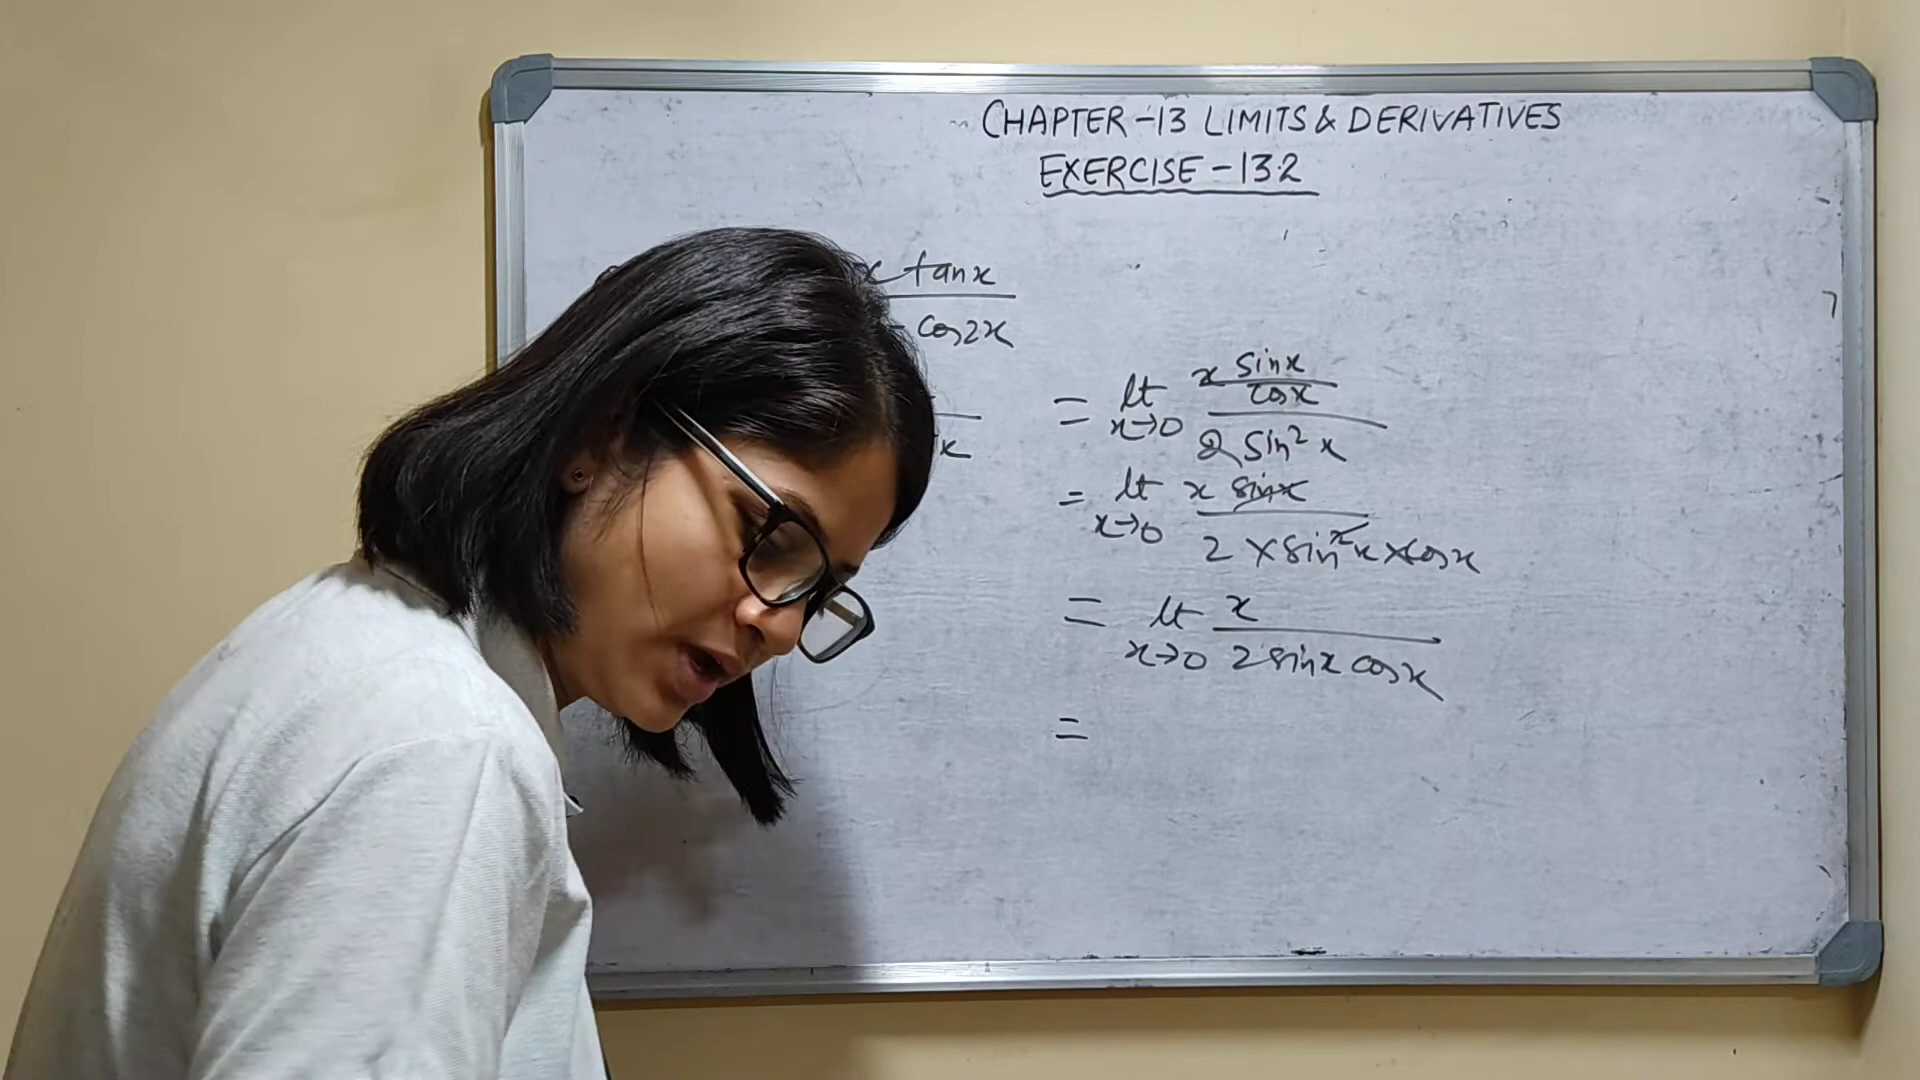 CHAPTER-13 LIMITS & DERIVATIVES
EXERCISE-13.2
x tanx
- cos2x
x
= lt x sinx
cosx
x→0 2 sin² x
= lt x sinx
x→0 2 × sin² x × cosx
= lt x
x→0 2 sinx cosx
=